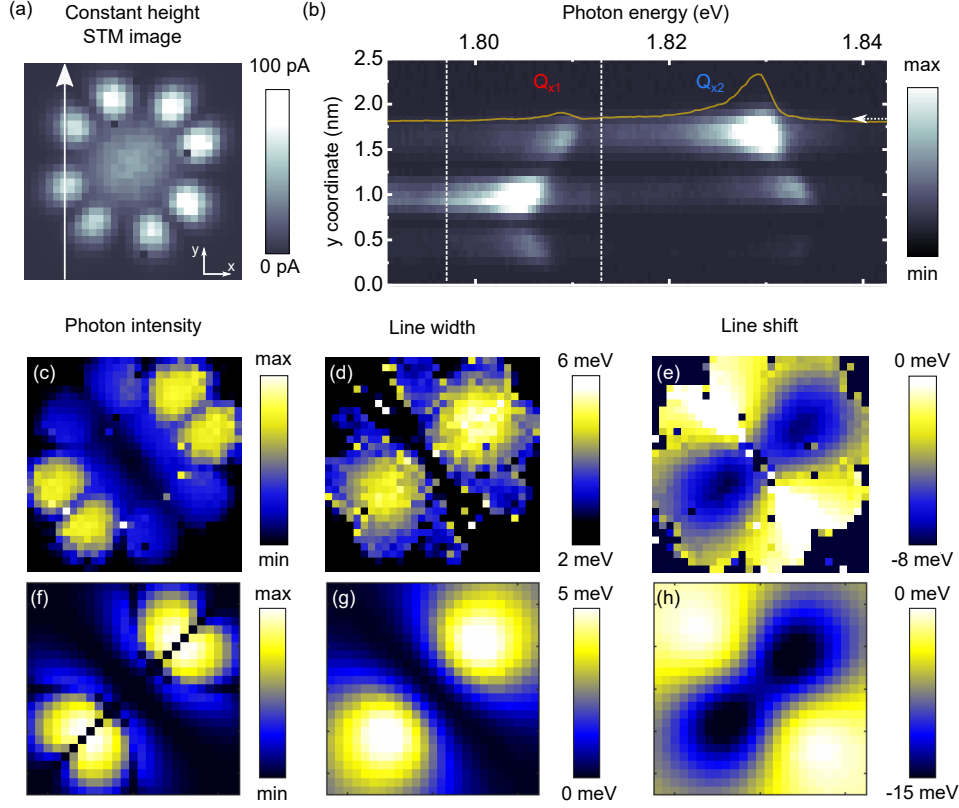 (a)
Constant height
STM image
100 pA
0 pA
y
x
(b)
Photon energy (eV)
1.80
1.82
1.84
y coordinate (nm)
2.5
2.0
1.5
1.0
0.5
0.0
Qx1
Qx2
max
min
Photon intensity
Line width
Line shift
(c)
max
min
(d)
6 meV
2 meV
(e)
0 meV
-8 meV
(f)
max
min
(g)
5 meV
0 meV
(h)
0 meV
-15 meV